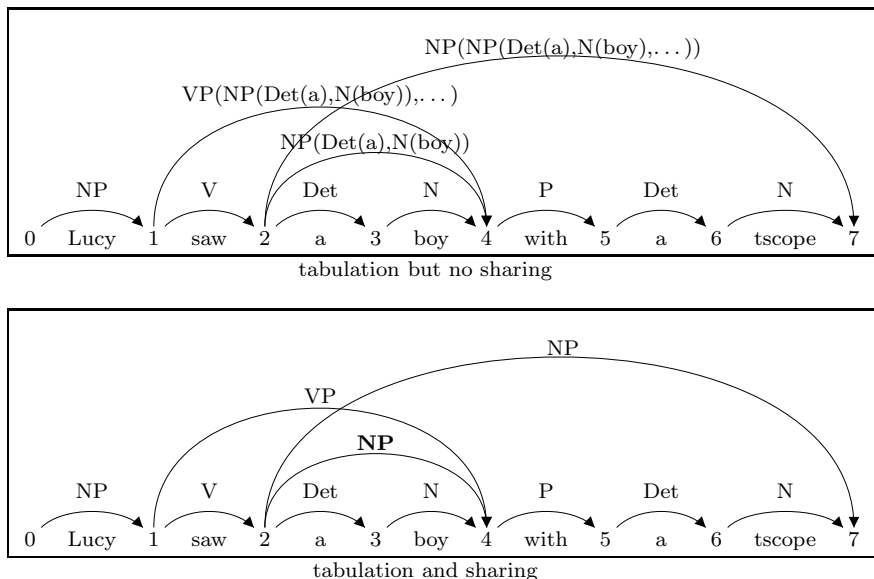 NP(NP(Det(a),N(boy),...))
VP(NP(Det(a),N(boy)),...)
NP(Det(a),N(boy))
NP V Det N P Det N
0 Lucy 1 saw 2 a 3 boy 4 with 5 a 6 tscope 7
tabulation but no sharing
NP
VP
NP
NP V Det N P Det N
0 Lucy 1 saw 2 a 3 boy 4 with 5 a 6 tscope 7
tabulation and sharing